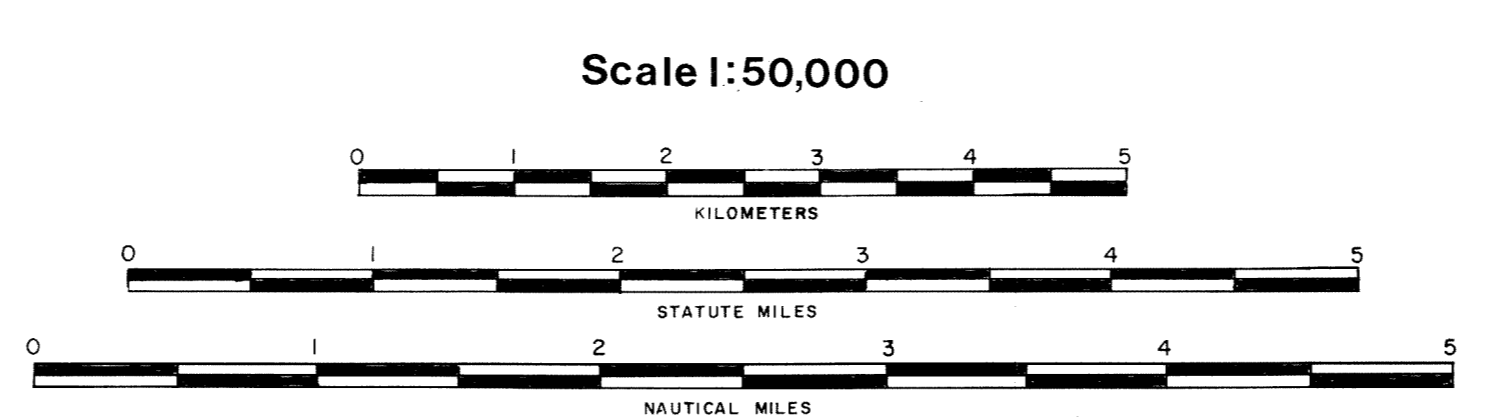 Scale 1:50,000
0 1 2 3 4 5
KILOMETERS
0 1 2 3 4 5
STATUTE MILES
0 1 2 3 4 5
NAUTICAL MILES